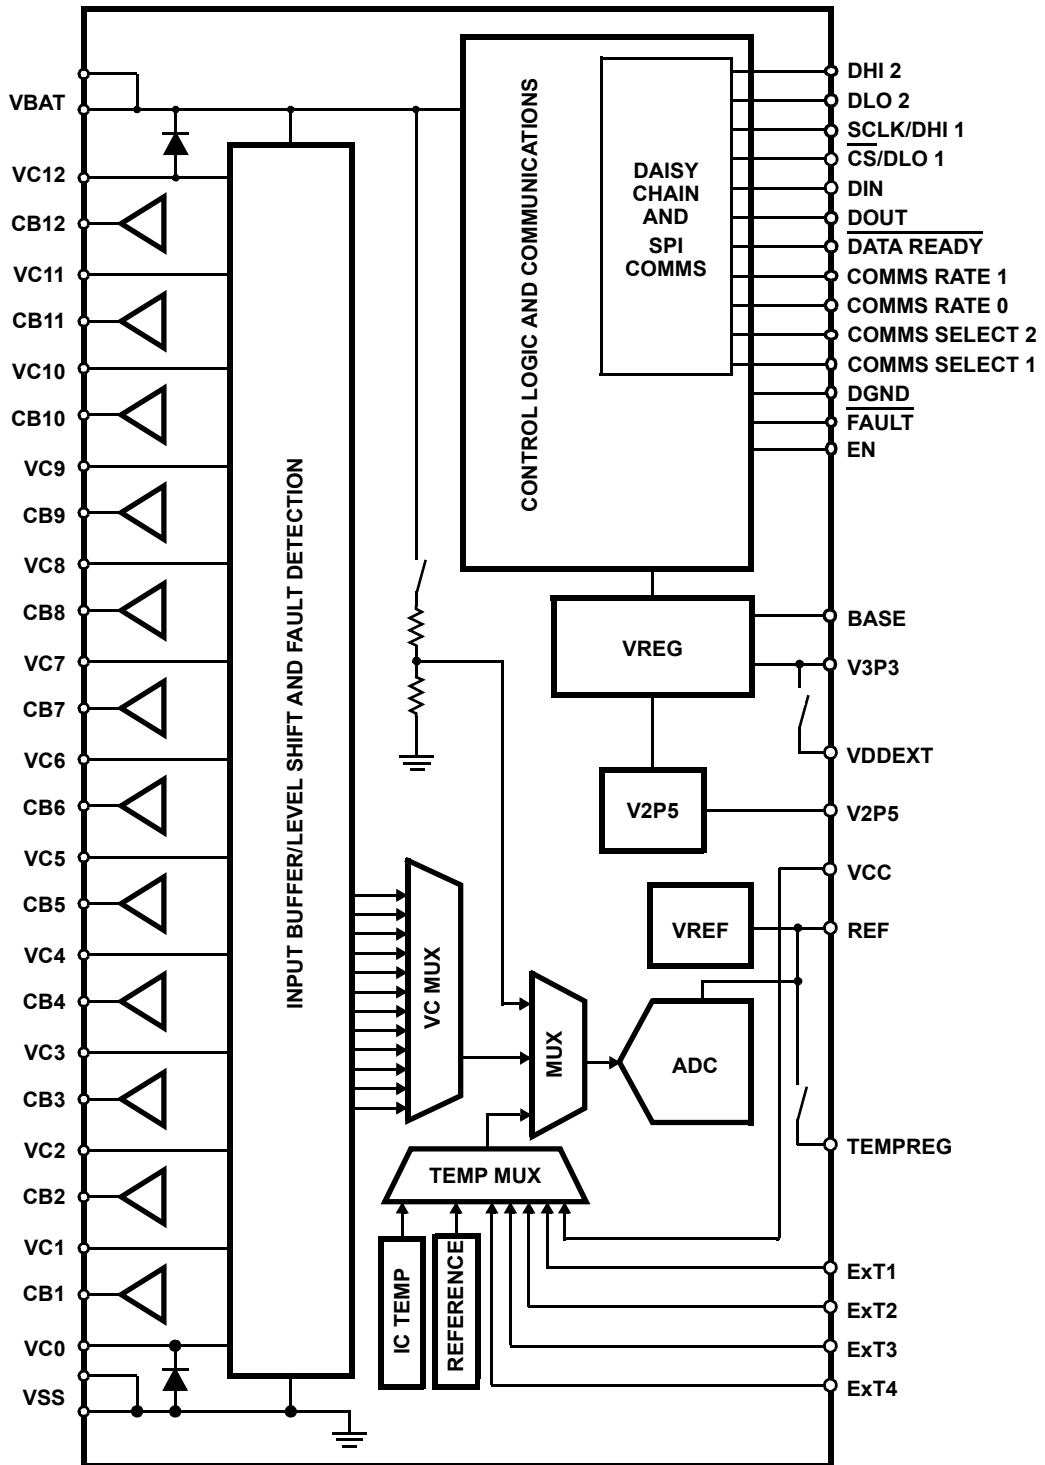 VBAT
VC12
CB12
VC11
CB11
VC10
CB10
VC9
CB9
VC8
CB8
VC7
CB7
VC6
CB6
VC5
CB5
VC4
CB4
VC3
CB3
VC2
CB2
VC1
CB1
VC0
VSS
INPUT BUFFER/LEVEL SHIFT AND FAULT DETECTION
CONTROL LOGIC AND COMMUNICATIONS
DAISY
CHAIN
AND
SPI
COMMS
DHI 2
DLO 2
SCLK/DHI 1
CS/DLO 1
DIN
DOUT
DATA READY
COMMS RATE 1
COMMS RATE 0
COMMS SELECT 2
COMMS SELECT 1
DGND
FAULT
EN
VREG
BASE
V3P3
VDDEXT
V2P5
V2P5
VCC
VREF
REF
VC MUX
MUX
ADC
TEMPREG
TEMP MUX
IC TEMP
REFERENCE
ExT1
ExT2
ExT3
ExT4